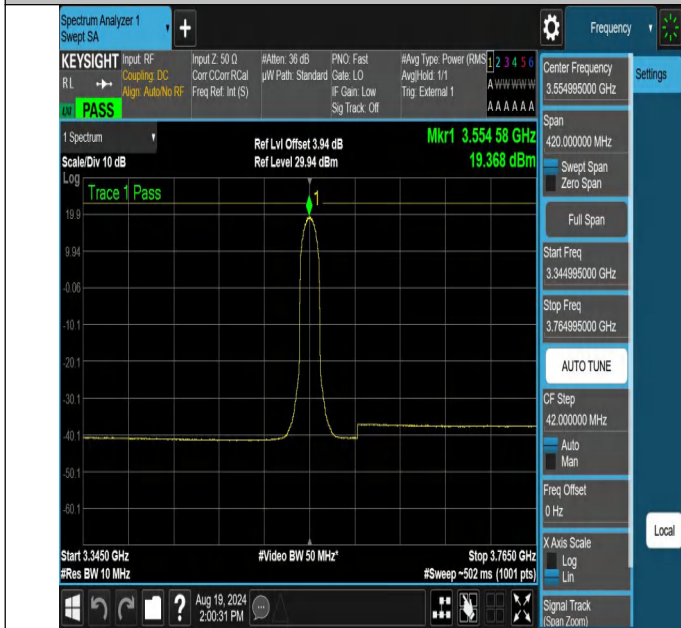 Spectrum Analyzer 1
Swept SA
+
Frequency
KEYSIGHT
RL
Input: RF
Coupling: DC
Align: Auto/No RF
Input Z: 50 Ω
Corr CCorr RCal
Freq Ref: Int (S)
#Atten: 36 dB
µW Path: Standard
PNO: Fast
Gate: LO
IF Gain: Low
Sig Track: Off
#Avg Type: Power (RMS
Avg|Hold: 1/1
Trig: External 1
1 2 3 4 5 6
A W W W W W
A A A A A A
PASS
1 Spectrum
Scale/Div 10 dB
Ref Lvl Offset 3.94 dB
Ref Level 29.94 dBm
Mkr1 3.554 58 GHz
19.368 dBm
Log
Trace 1 Pass
1
19.9
9.94
-0.06
-10.1
-20.1
-30.1
-40.1
-50.1
-60.1
Start 3.3450 GHz
#Res BW 10 MHz
#Video BW 50 MHz*
Stop 3.7650 GHz
#Sweep ~502 ms (1001 pts)
Aug 19, 2024
2:00:31 PM
?
Center Frequency
3.554995000 GHz
Span
420.000000 MHz
Swept Span
Zero Span
Full Span
Start Freq
3.344995000 GHz
Stop Freq
3.764995000 GHz
AUTO TUNE
CF Step
42.000000 MHz
Auto
Man
Freq Offset
0 Hz
X Axis Scale
Log
Lin
Signal Track
(Span Zoom)
Settings
Local